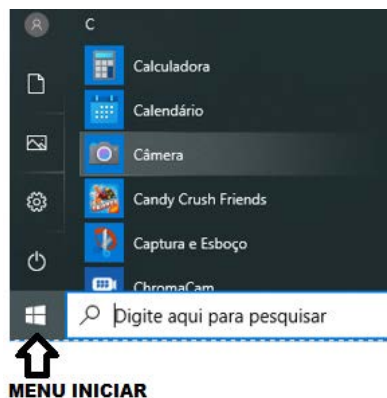 C
Calculadora
Calendário
Câmera
Candy Crush Friends
Captura e Esboço
ChromaCam
Digite aqui para pesquisar
MENU INICIAR